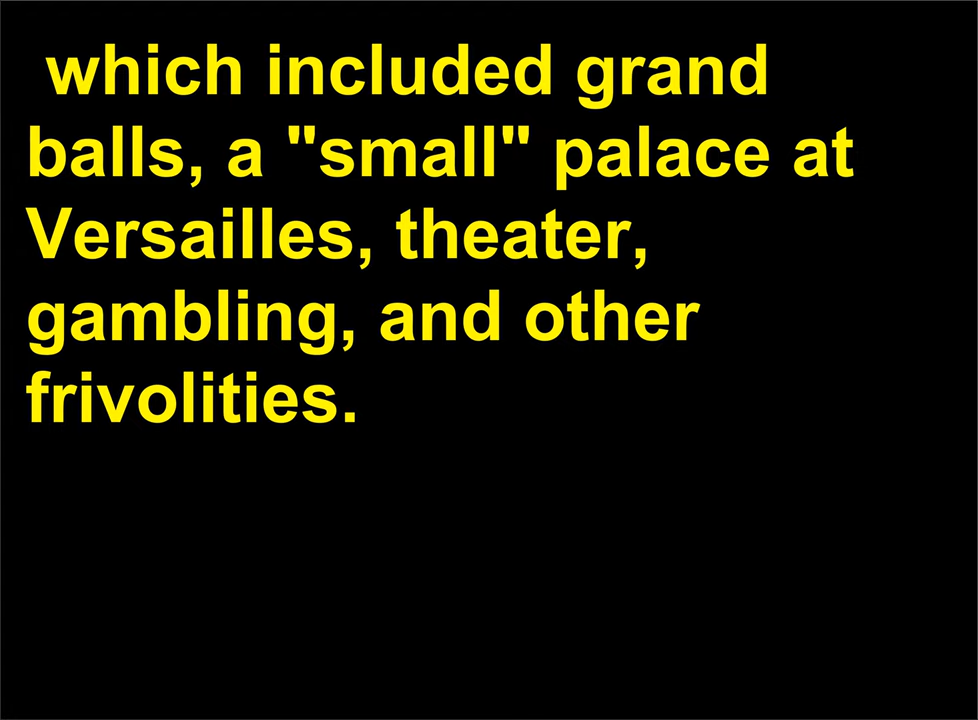 which included grand
balls, a "small" palace at
Versailles, theater,
gambling, and other
frivolities.